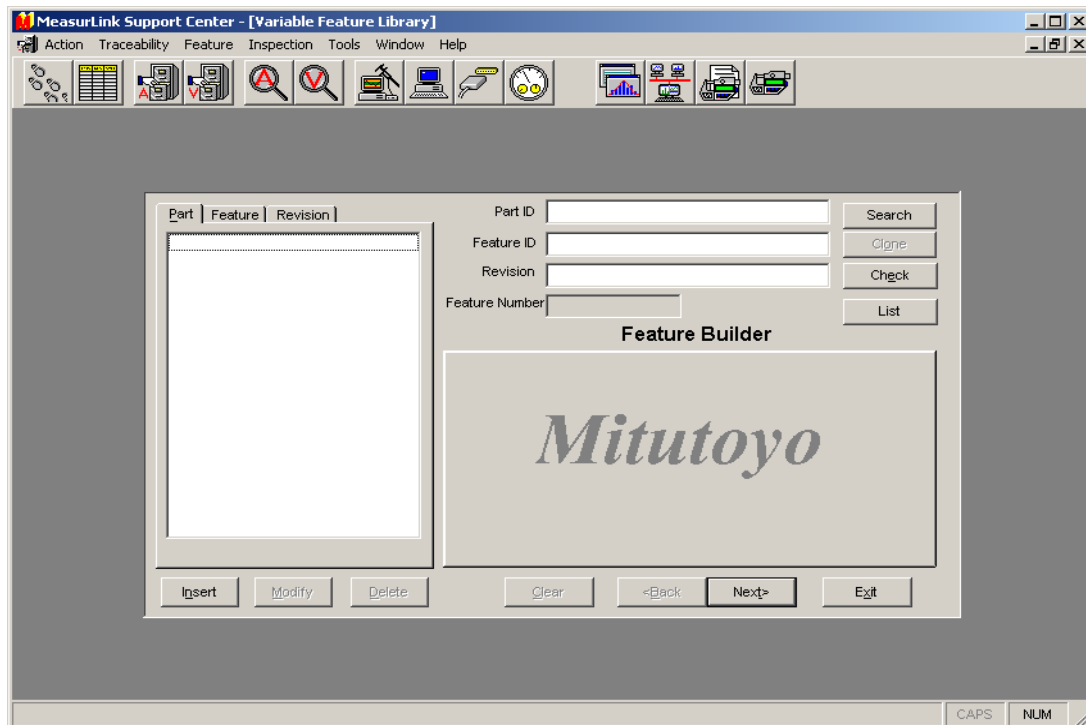 MeasurLink Support Center - [Variable Feature Library]
Action Traceability Feature Inspection Tools Window Help
A V A V
Part Feature Revision
Part ID
Search
Feature ID
Clone
Revision
Check
Feature Number
List
Feature Builder
Mitutoyo
Insert Modify Delete Clear <Back Next> Exit
CAPS NUM